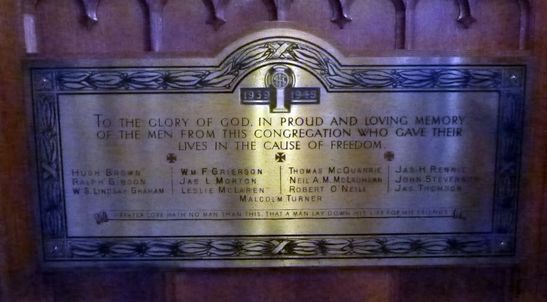 1939 1945
TO THE GLORY OF GOD, IN PROUD AND LOVING MEMORY
OF THE MEN FROM THIS CONGREGATION WHO GAVE THEIR
LIVES IN THE CAUSE OF FREEDOM.
HUGH BROWN WM F. GRIERSON THOMAS MCQUARRIE JAS. H. RENNIE
RALPH GIBSON JAS L. MORTON NEIL A. M. MCLACHLAN JOHN STEVENSON
W. S. LINDSAY GRAHAM LESLIE MCLAREN ROBERT O'NEILL JAS. THOMSON
MALCOLM TURNER
GREATER LOVE HATH NO MAN THAN THIS, THAT A MAN LAY DOWN HIS LIFE FOR HIS FRIENDS